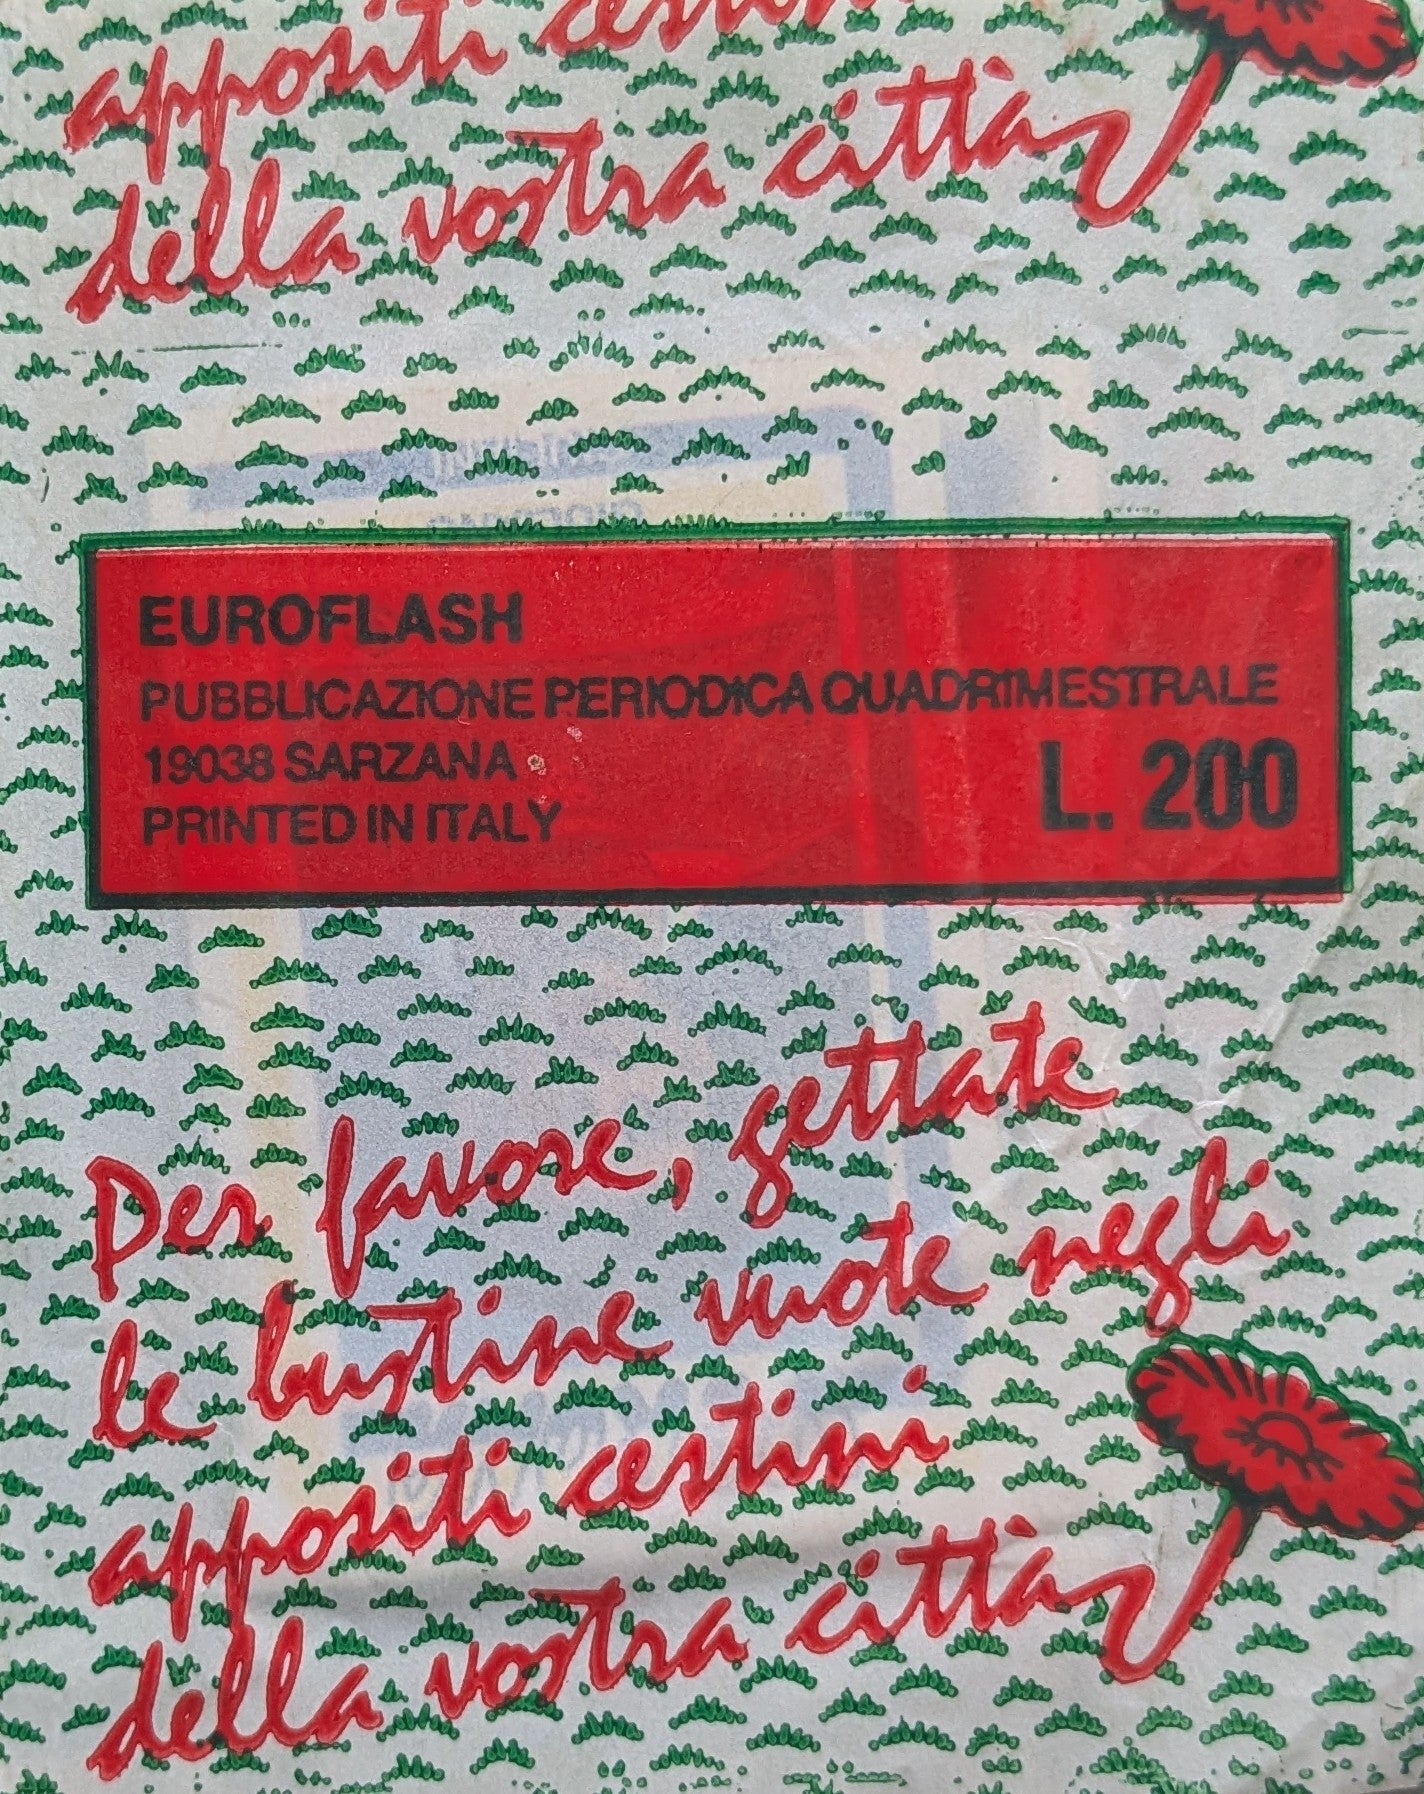 appositi cestini
della vostra città
EUROFLASH
PUBBLICAZIONE PERIODICA QUADRIMESTRALE
19038 SARZANA
PRINTED IN ITALY
L. 200
Per favore, gettate
le bustine vuote negli
appositi cestini
della vostra città